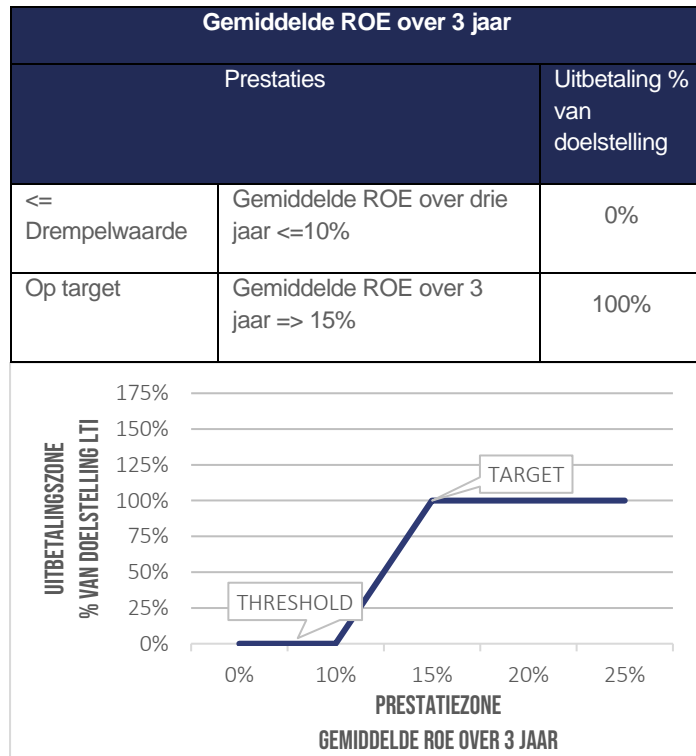 Gemiddelde ROE over 3 jaar
Prestaties
Uitbetaling %
van
doelstelling
<=
Drempelwaarde
Gemiddelde ROE over drie
jaar <=10%
0%
Op target
Gemiddelde ROE over 3
jaar => 15%
100%
UITBETALINGSZONE
% VAN DOELSTELLING LTI
175%
150%
125%
100%
75%
50%
25%
0%
TARGET
THRESHOLD
0% 10% 15% 20% 25%
PRESTATIEZONE
GEMIDDELDE ROE OVER 3 JAAR